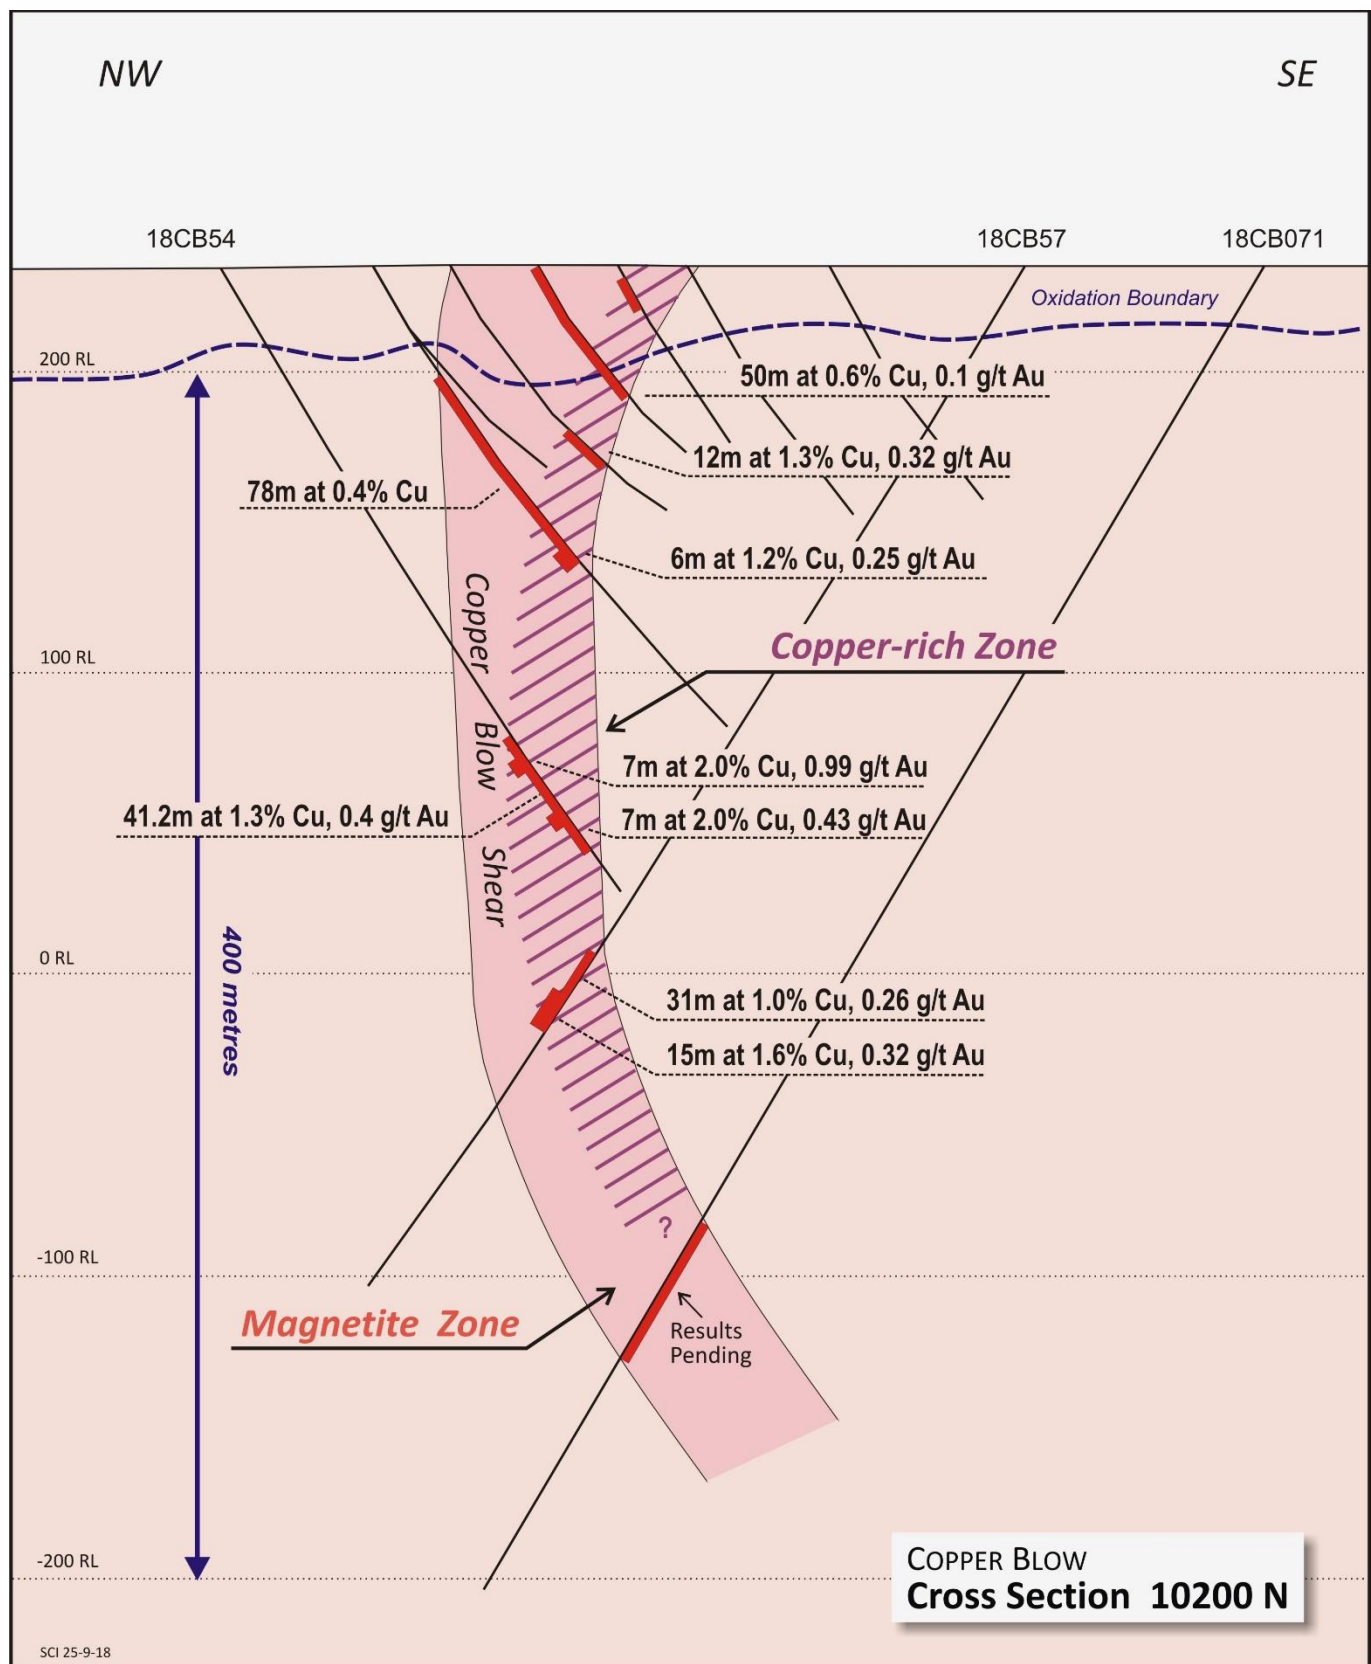 NW
SE
18CB54
18CB57
18CB071
Oxidation Boundary
200 RL
50m at 0.6% Cu, 0.1 g/t Au
12m at 1.3% Cu, 0.32 g/t Au
78m at 0.4% Cu
6m at 1.2% Cu, 0.25 g/t Au
Copper Blow Shear
Copper-rich Zone
100 RL
7m at 2.0% Cu, 0.99 g/t Au
41.2m at 1.3% Cu, 0.4 g/t Au
7m at 2.0% Cu, 0.43 g/t Au
400 metres
0 RL
31m at 1.0% Cu, 0.26 g/t Au
15m at 1.6% Cu, 0.32 g/t Au
?
-100 RL
Magnetite Zone
Results
Pending
-200 RL
COPPER BLOW
Cross Section 10200 N
SCI 25-9-18